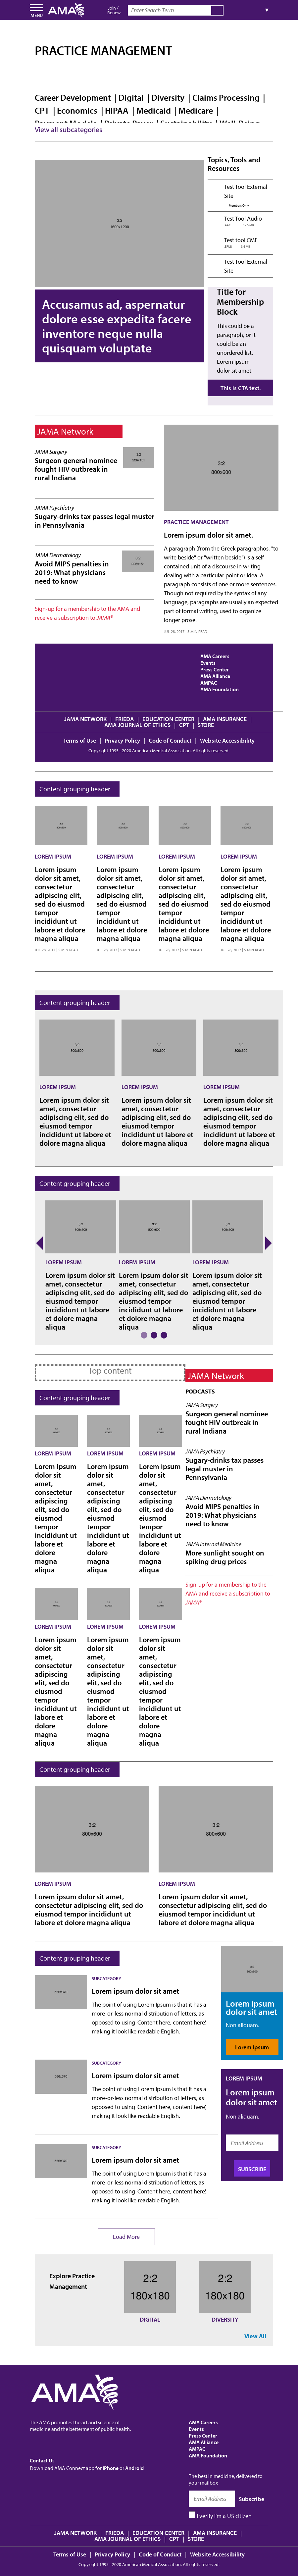 MENU
AMA
Join /
Renew
Enter Search Term
PRACTICE MANAGEMENT
Career Development | Digital | Diversity | Claims Processing |
CPT | Economics | HIPAA | Medicaid | Medicare |
View all subcategories
3:2
Accusamus ad, aspernatur
dolore esse expedita facere
inventore neque nulla
quisquam voluptate
Topics, Tools and
Resources
Test Tool External
Site
Members Only
Test Tool Audio
Test tool CME
Test Tool External
Site
Title for
Membership
Block
This could be a
paragraph, or it
could be an
unordered list.
Lorem ipsum
dolor sit amet.
This is CTA text.
JAMA Network
JAMA Surgery
Surgeon general nominee
fought HIV outbreak in
rural Indiana
JAMA Psychiatry
Sugary-drinks tax passes legal muster
in Pennsylvania
JAMA Dermatology
Avoid MIPS penalties in
2019: What physicians
need to know
Sign-up for a membership to the AMA and
receive a subscription to JAMA®
3:2
800x600
PRACTICE MANAGEMENT
Lorem ipsum dolor sit amet.
A paragraph (from the Greek paragraphos, "to
write beside" or "written beside") is a self-
contained unit of a discourse in writing
dealing with a particular point or idea. A
paragraph consists of one or more sentences.
Though not required by the syntax of any
language, paragraphs are usually an expected
part of formal writing, used to organize
longer prose.
JUL 28, 2017 | 5 MIN READ
AMA Careers
Events
Press Center
AMA Alliance
AMPAC
AMA Foundation
JAMA NETWORK | FREIDA | EDUCATION CENTER | AMA INSURANCE |
AMA JOURNAL OF ETHICS | CPT | STORE
Terms of Use | Privacy Policy | Code of Conduct | Website Accessibility
Copyright 1995 - 2020 American Medical Association. All rights reserved.
Content grouping header
LOREM IPSUM
Lorem ipsum
dolor sit amet,
consectetur
adipiscing elit,
sed do eiusmod
tempor
incididunt ut
labore et dolore
magna aliqua
JUL 28, 2017 | 5 MIN READ
LOREM IPSUM
Lorem ipsum
dolor sit amet,
consectetur
adipiscing elit,
sed do eiusmod
tempor
incididunt ut
labore et dolore
magna aliqua
JUL 28, 2017 | 5 MIN READ
LOREM IPSUM
Lorem ipsum
dolor sit amet,
consectetur
adipiscing elit,
sed do eiusmod
tempor
incididunt ut
labore et dolore
magna aliqua
JUL 28, 2017 | 5 MIN READ
LOREM IPSUM
Lorem ipsum
dolor sit amet,
consectetur
adipiscing elit,
sed do eiusmod
tempor
incididunt ut
labore et dolore
magna aliqua
JUL 28, 2017 | 5 MIN READ
Content grouping header
3:2
800x600
LOREM IPSUM
Lorem ipsum dolor sit
amet, consectetur
adipiscing elit, sed do
eiusmod tempor
incididunt ut labore et
dolore magna aliqua
3:2
800x600
LOREM IPSUM
Lorem ipsum dolor sit
amet, consectetur
adipiscing elit, sed do
eiusmod tempor
incididunt ut labore et
dolore magna aliqua
3:2
800x600
LOREM IPSUM
Lorem ipsum dolor sit
amet, consectetur
adipiscing elit, sed do
eiusmod tempor
incididunt ut labore et
dolore magna aliqua
Content grouping header
3:2
800x600
LOREM IPSUM
Lorem ipsum dolor sit
amet, consectetur
adipiscing elit, sed do
eiusmod tempor
incididunt ut labore
et dolore magna
aliqua
3:2
800x600
LOREM IPSUM
Lorem ipsum dolor sit
amet, consectetur
adipiscing elit, sed do
eiusmod tempor
incididunt ut labore
et dolore magna
aliqua
3:2
800x600
LOREM IPSUM
Lorem ipsum dolor sit
amet, consectetur
adipiscing elit, sed do
eiusmod tempor
incididunt ut labore
et dolore magna
aliqua
Top content
Content grouping header
LOREM IPSUM
Lorem ipsum
dolor sit
amet,
consectetur
adipiscing
elit, sed do
eiusmod
tempor
incididunt ut
labore et
dolore
magna
aliqua
LOREM IPSUM
Lorem ipsum
dolor sit
amet,
consectetur
adipiscing
elit, sed do
eiusmod
tempor
incididunt ut
labore et
dolore
magna
aliqua
LOREM IPSUM
Lorem ipsum
dolor sit
amet,
consectetur
adipiscing
elit, sed do
eiusmod
tempor
incididunt ut
labore et
dolore
magna
aliqua
LOREM IPSUM
Lorem ipsum
dolor sit
amet,
consectetur
adipiscing
elit, sed do
eiusmod
tempor
incididunt ut
labore et
dolore
magna
aliqua
LOREM IPSUM
Lorem ipsum
dolor sit
amet,
consectetur
adipiscing
elit, sed do
eiusmod
tempor
incididunt ut
labore et
dolore
magna
aliqua
LOREM IPSUM
Lorem ipsum
dolor sit
amet,
consectetur
adipiscing
elit, sed do
eiusmod
tempor
incididunt ut
labore et
dolore
magna
aliqua
JAMA Network
PODCASTS
JAMA Surgery
Surgeon general nominee
fought HIV outbreak in
rural Indiana
JAMA Psychiatry
Sugary-drinks tax passes
legal muster in
Pennsylvania
JAMA Dermatology
Avoid MIPS penalties in
2019: What physicians
need to know
JAMA Internal Medicine
More sunlight sought on
spiking drug prices
Sign-up for a membership to the
AMA and receive a subscription to
JAMA®
Content grouping header
3:2
800x600
LOREM IPSUM
Lorem ipsum dolor sit amet,
consectetur adipiscing elit, sed do
eiusmod tempor incididunt ut
labore et dolore magna aliqua
3:2
800x600
LOREM IPSUM
Lorem ipsum dolor sit amet,
consectetur adipiscing elit, sed do
eiusmod tempor incididunt ut
labore et dolore magna aliqua
Content grouping header
SUBCATEGORY
Lorem ipsum dolor sit amet
The point of using Lorem Ipsum is that it has a
more-or-less normal distribution of letters, as
opposed to using 'Content here, content here',
making it look like readable English.
SUBCATEGORY
Lorem ipsum dolor sit amet
The point of using Lorem Ipsum is that it has a
more-or-less normal distribution of letters, as
opposed to using 'Content here, content here',
making it look like readable English.
SUBCATEGORY
Lorem ipsum dolor sit amet
The point of using Lorem Ipsum is that it has a
more-or-less normal distribution of letters, as
opposed to using 'Content here, content here',
making it look like readable English.
Load More
Lorem ipsum
dolor sit amet
Non aliquam.
Lorem ipsum
LOREM IPSUM
Lorem ipsum
dolor sit amet
Non aliquam.
Email Address
SUBSCRIBE
Explore Practice
Management
2:2
180x180
DIGITAL
2:2
180x180
DIVERSITY
View All
AMA
The AMA promotes the art and science of
medicine and the betterment of public health.
Contact Us
Download AMA Connect app for iPhone or Android
AMA Careers
Events
Press Center
AMA Alliance
AMPAC
AMA Foundation
The best in medicine, delivered to
your mailbox
Email Address
Subscribe
I verify I'm a US citizen
JAMA NETWORK | FREIDA | EDUCATION CENTER | AMA INSURANCE |
AMA JOURNAL OF ETHICS | CPT | STORE
Terms of Use | Privacy Policy | Code of Conduct | Website Accessibility
Copyright 1995 - 2020 American Medical Association. All rights reserved.